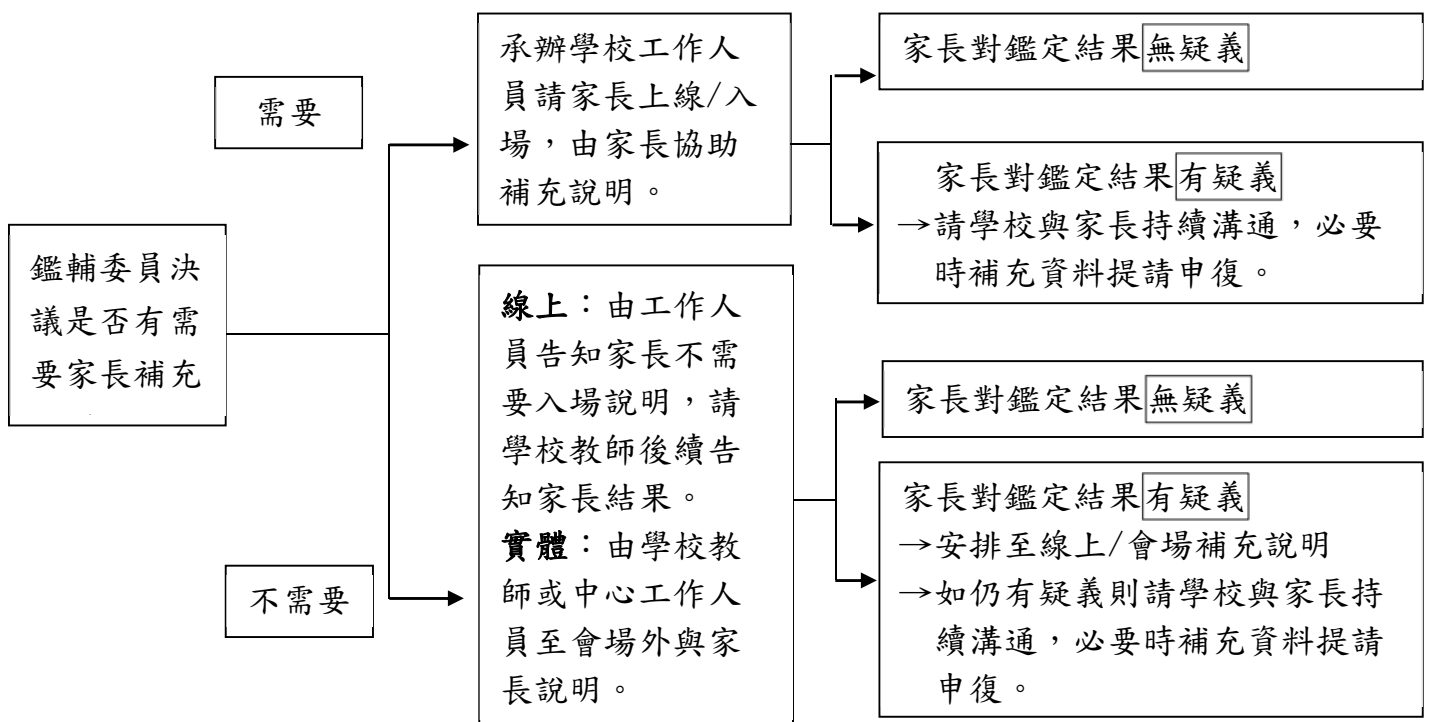 鑑輔委員決
議是否有需
要家長補充
需要
承辦學校工作人
員請家長上線/入
場，由家長協助
補充說明。
家長對鑑定結果無疑義
家長對鑑定結果有疑義
→請學校與家長持續溝通，必要
時補充資料提請申復。
不需要
線上：由工作人
員告知家長不需
要入場說明，請
學校教師後續告
知家長結果。
實體：由學校教
師或中心工作人
員至會場外與家
長說明。
家長對鑑定結果無疑義
家長對鑑定結果有疑義
→安排至線上/會場補充說明
→如仍有疑義則請學校與家長持
續溝通，必要時補充資料提請
申復。